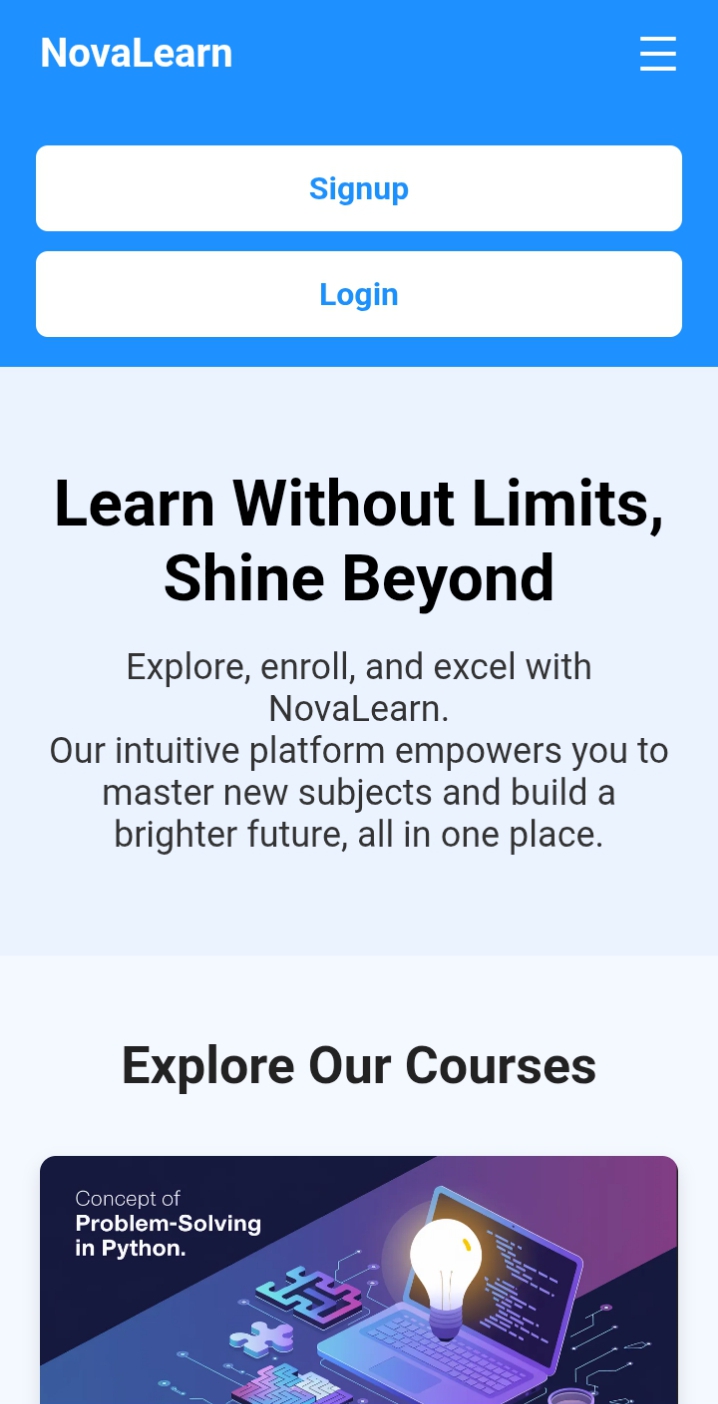 NovaLearn
Signup
Login
Learn Without Limits,
Shine Beyond
Explore, enroll, and excel with
NovaLearn.
Our intuitive platform empowers you to
master new subjects and build a
brighter future, all in one place.
Explore Our Courses
Concept of
Problem-Solving
in Python.